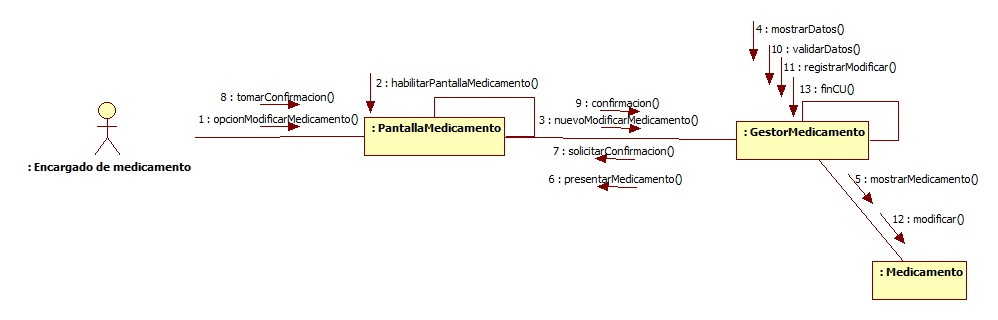 4 : mostrarDatos()
10 : validarDatos()
11 : registrarModificar()
2 : habilitarPantallaMedicamento()
13 : finCU()
8 : tomarConfirmacion()
9 : confirmacion()
1 : opcionModificarMedicamento()
3 : nuevoModificarMedicamento()
: PantallaMedicamento
: GestorMedicamento
7 : solicitarConfirmacion()
: Encargado de medicamento
6 : presentarMedicamento()
5 : mostrarMedicamento()
12 : modificar()
: Medicamento